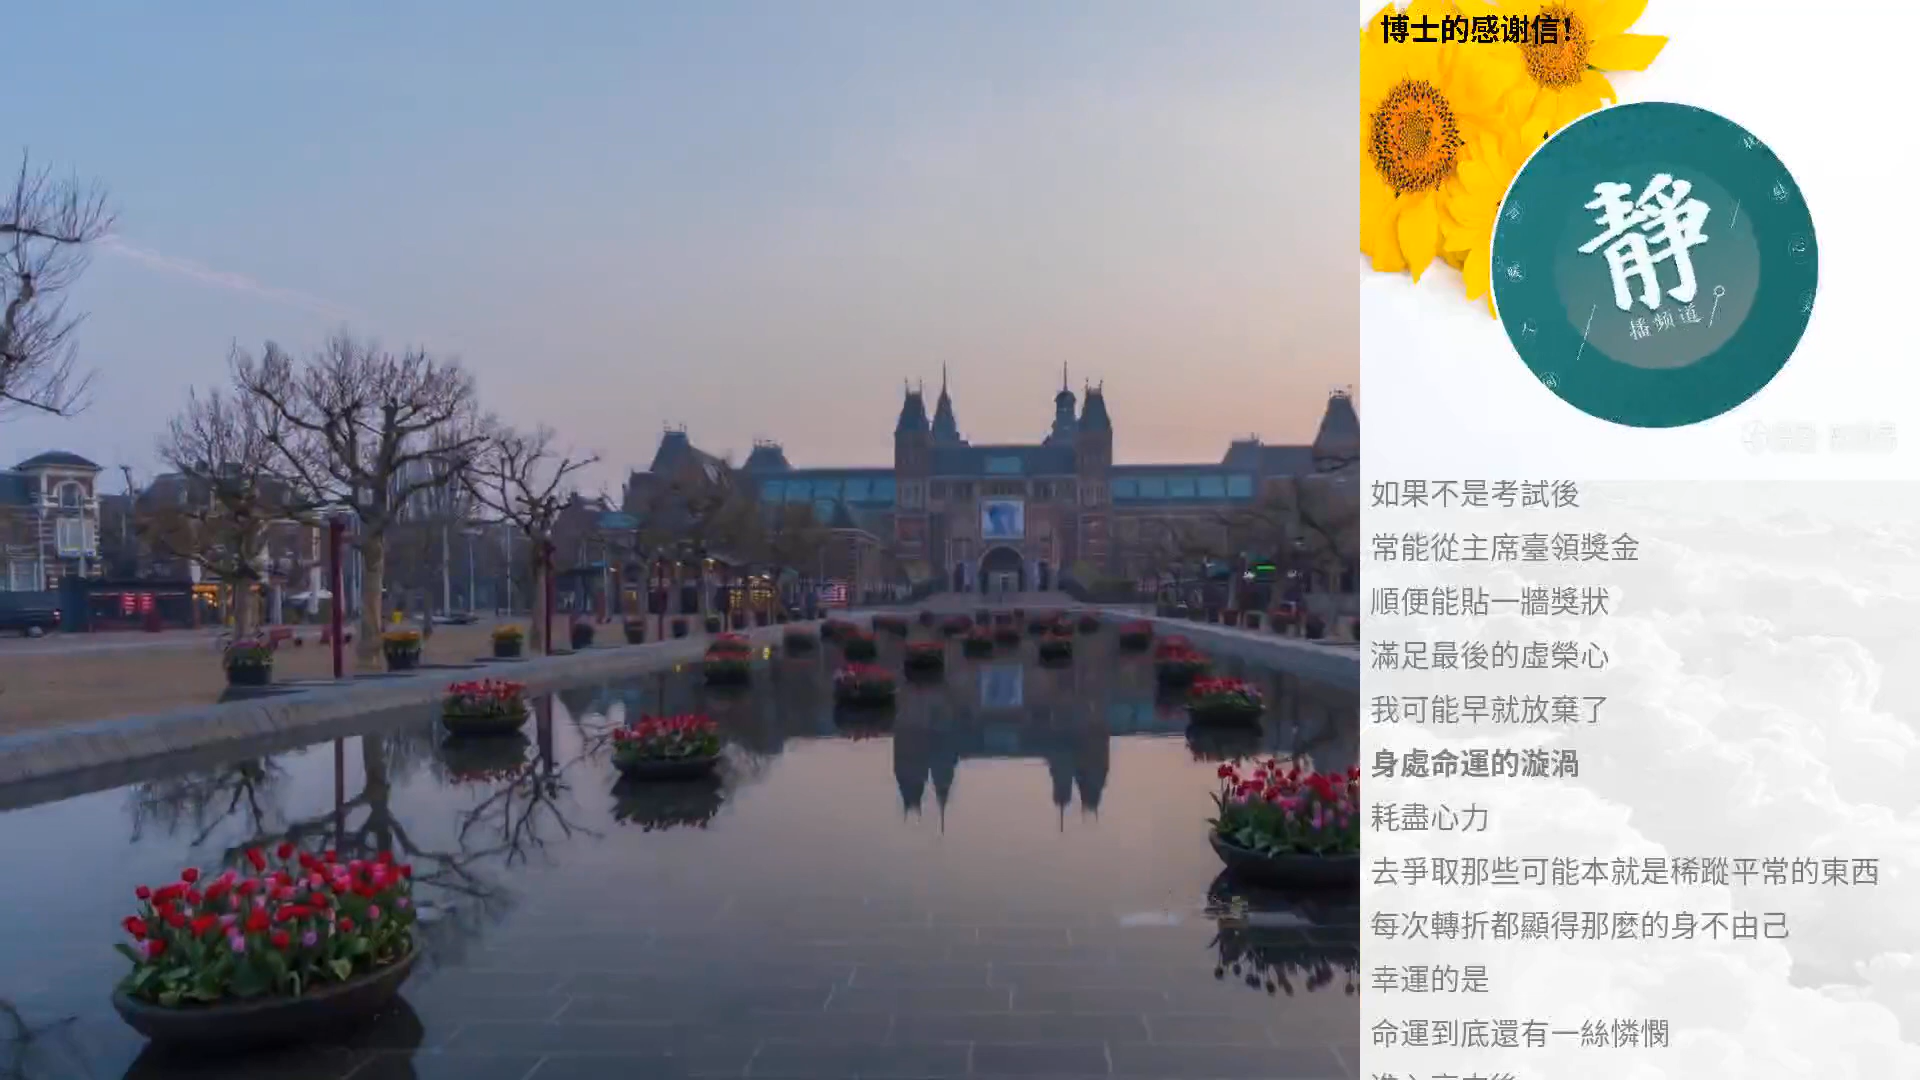 博士的感谢信！
静
播频道
如果不是考試後
常能從主席臺領獎金
順便能貼一牆獎狀
滿足最後的虛榮心
我可能早就放棄了
身處命運的漩渦
耗盡心力
去爭取那些可能本就是稀蹤平常的東西
每次轉折都顯得那麼的身不由己
幸運的是
命運到底還有一絲憐憫